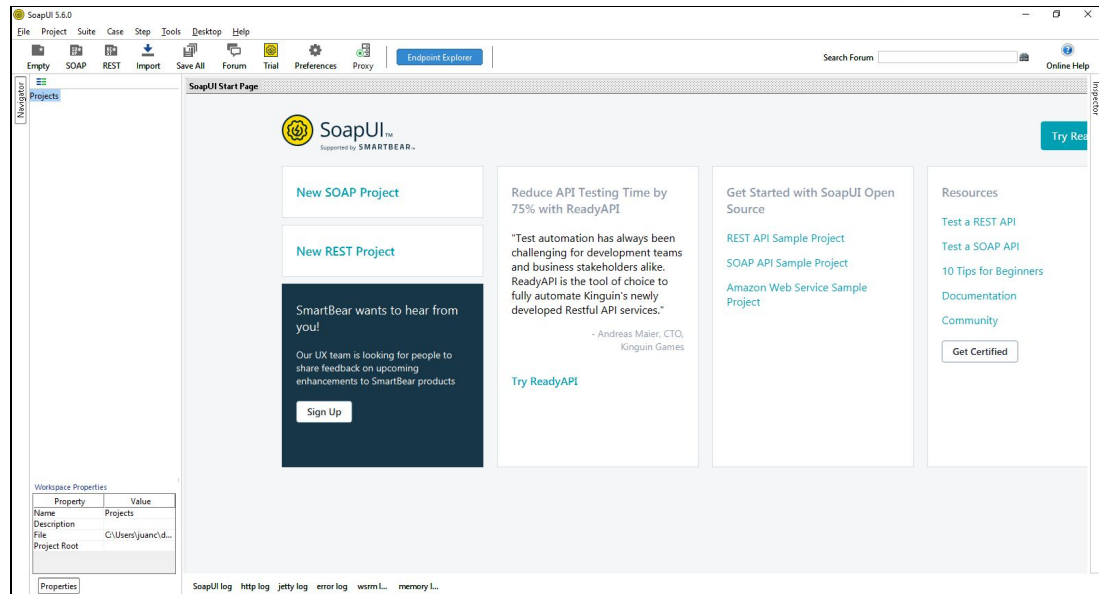 SoapUI 5.6.0
File Project Suite Case Step Tools Desktop Help
Empty SOAP REST Import Save All Forum Trial Preferences Proxy Endpoint Explorer Search Forum Online Help
Navigator
Projects
SoapUI Start Page
Inspector
SoapUI™
Supported by SMARTBEAR™
Try Rea
New SOAP Project
New REST Project
SmartBear wants to hear from
you!
Our UX team is looking for people to
share feedback on upcoming
enhancements to SmartBear products
Sign Up
Reduce API Testing Time by
75% with ReadyAPI
"Test automation has always been
challenging for development teams
and business stakeholders alike.
ReadyAPI is the tool of choice to
fully automate Kinguin's newly
developed Restful API services."
- Andreas Maier, CTO,
Kinguin Games
Try ReadyAPI
Get Started with SoapUI Open
Source
REST API Sample Project
SOAP API Sample Project
Amazon Web Service Sample
Project
Resources
Test a REST API
Test a SOAP API
10 Tips for Beginners
Documentation
Community
Get Certified
Workspace Properties
Property Value
Name Projects
Description
File C:\Users\juanc\d...
Project Root
Properties
SoapUI log http log jetty log error log wsrm l... memory l...